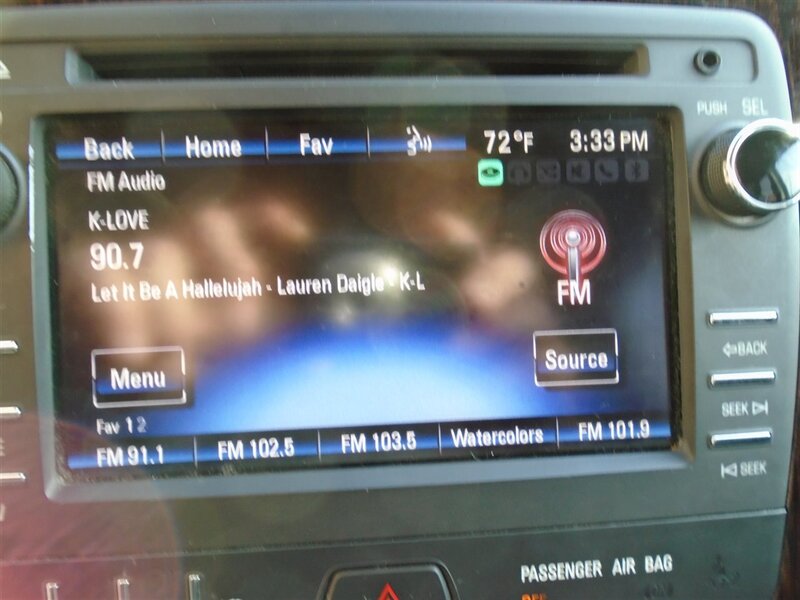 PUSH SEL
Back Home Fav 72°F 3:33 PM
FM Audio
K-LOVE
90.7
Let It Be A Hallelujah - Lauren Daigle - K-L
FM
Menu
Source
BACK
SEEK
SEEK
Fav 1 2
FM 91.1 FM 102.5 FM 103.5 Watercolors FM 101.9
PASSENGER AIR BAG
OFF